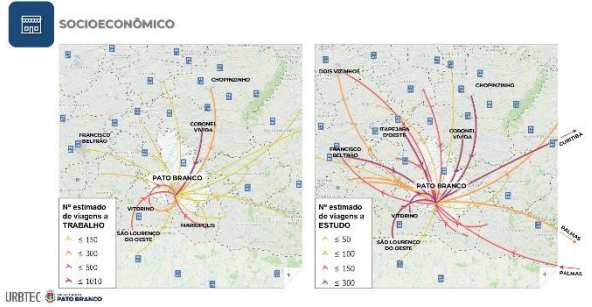 SOCIOECONÔMICO
CHOPINZINHO
CORONEL
VIVIDA
FRANCISCO
BELTRÃO
PATO BRANCO
VITORINO
MARIÓPOLIS
SÃO LOURENÇO
DO OESTE
Nº estimado
de viagens a
TRABALHO
≤ 130
≤ 300
≤ 500
≤ 1010
DOIS VIZINHOS
CHOPINZINHO
ITAPEJARA
D'OESTE
CORONEL
VIVIDA
CURITIBA
FRANCISCO
BELTRÃO
PATO BRANCO
VITORINO
PALMAS
SÃO LOURENÇO
DO OESTE
PALMAS
Nº estimado
de viagens a
ESTUDO
≤ 50
≤ 100
≤ 150
≤ 300
URBTEC
PATO BRANCO